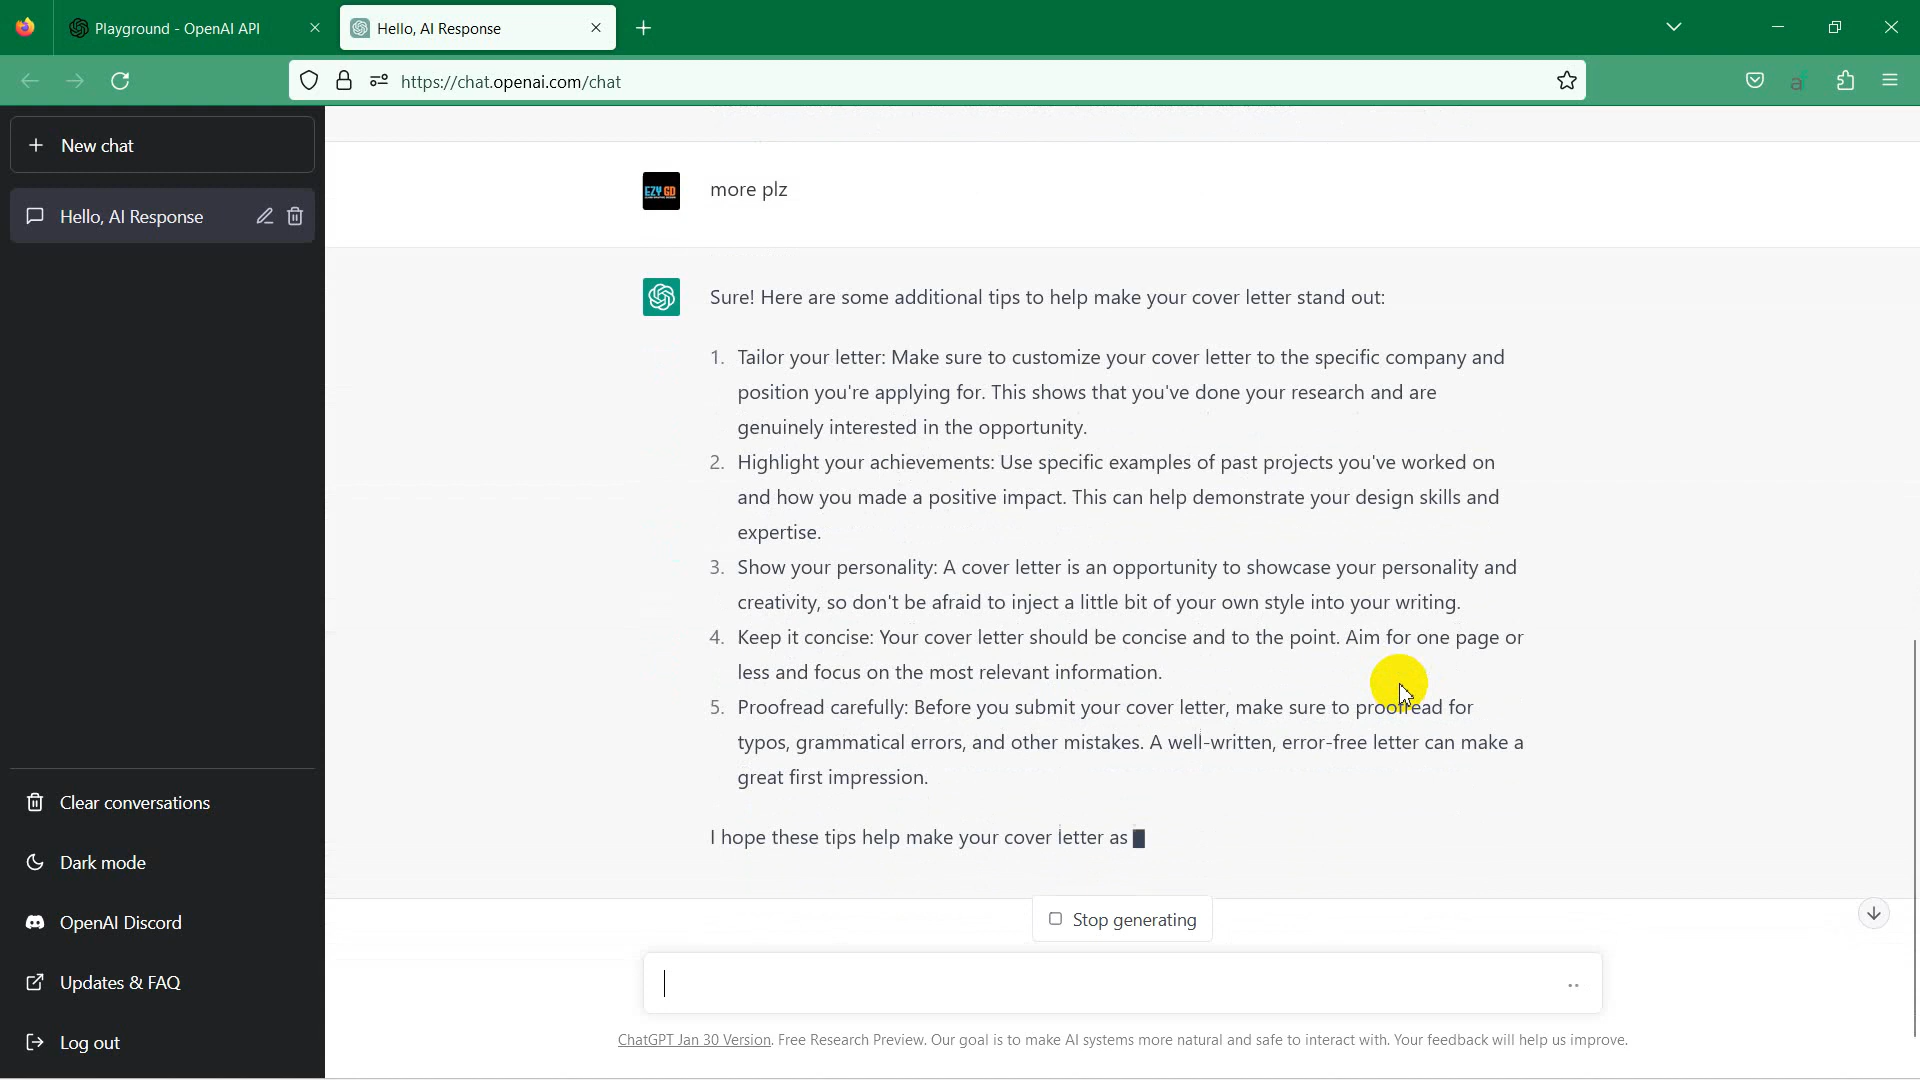 Playground - OpenAI API
Hello, AI Response
https://chat.openai.com/chat
New chat
Hello, AI Response
EZY GD
more plz
Sure! Here are some additional tips to help make your cover letter stand out:
1. Tailor your letter: Make sure to customize your cover letter to the specific company and
position you're applying for. This shows that you've done your research and are
genuinely interested in the opportunity.
2. Highlight your achievements: Use specific examples of past projects you've worked on
and how you made a positive impact. This can help demonstrate your design skills and
expertise.
3. Show your personality: A cover letter is an opportunity to showcase your personality and
creativity, so don't be afraid to inject a little bit of your own style into your writing.
4. Keep it concise: Your cover letter should be concise and to the point. Aim for one page or
less and focus on the most relevant information.
5. Proofread carefully: Before you submit your cover letter, make sure to proofread for
typos, grammatical errors, and other mistakes. A well-written, error-free letter can make a
great first impression.
I hope these tips help make your cover letter as
Stop generating
Clear conversations
Dark mode
OpenAI Discord
Updates & FAQ
Log out
ChatGPT Jan 30 Version. Free Research Preview. Our goal is to make AI systems more natural and safe to interact with. Your feedback will help us improve.